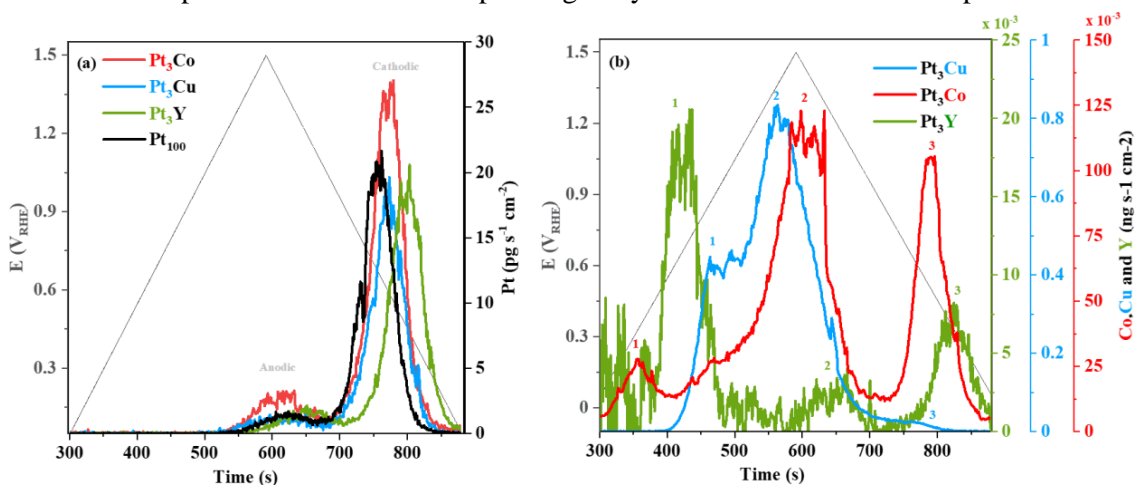 (a)
Pt3Co
Pt3Cu
Pt3Y
Pt100
Cathodic
Anodic
1.5
1.2
0.9
0.6
0.3
E (VRHE)
30
25
20
15
10
5
0
Pt (pg s-1 cm-2)
300 400 500 600 700 800
Time (s)
(b)
Pt3Cu
Pt3Co
Pt3Y
1
2
2
3
1
1
2
3
3
1.5
1.2
0.9
0.6
0.3
0
E (VRHE)
x 10-3
25
20
15
10
5
0
1
0.8
0.6
0.4
0.2
0
x 10-3
150
125
100
75
50
25
0
Co,Cu and Y (ng s-1 cm-2)
300 400 500 600 700 800
Time (s)